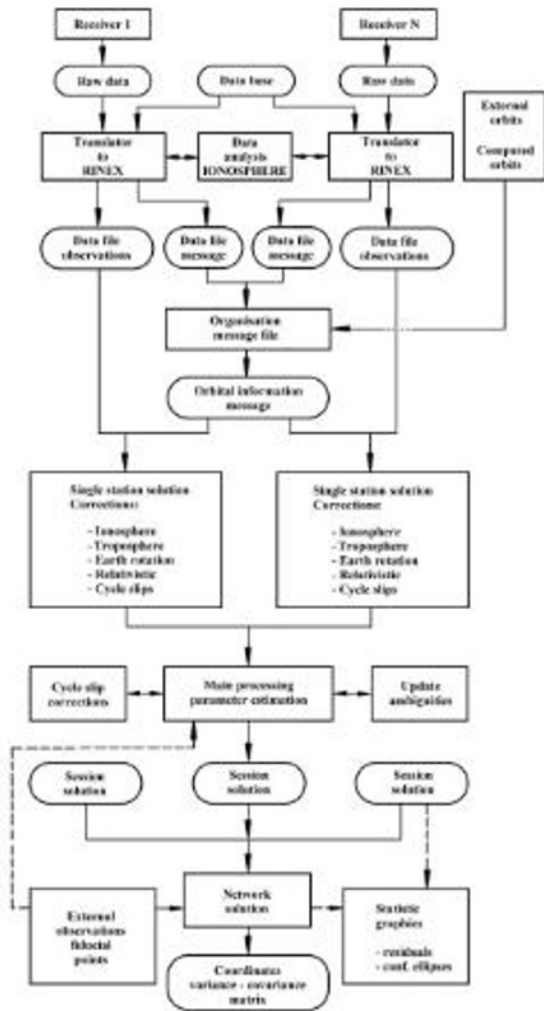 Receiver 1
Receiver N
Raw data
Data base
Raw data
External
orbits
Computed
orbits
Translator
to
RINEX
Data
analysis
IONOSPHERE
Translator
to
RINEX
Data file
observations
Data file
message
Data file
message
Data file
observations
Organisation
message file
Orbital information
message
Single station solution
Corrections:
- Ionosphere
- Troposphere
- Earth rotation
- Relativistic
- Cycle slips
Single station solution
Corrections:
- Ionosphere
- Troposphere
- Earth rotation
- Relativistic
- Cycle slips
Cycle slip
corrections
Main processing
parameter estimation
Update
ambiguities
Session
solution
Session
solution
Session
solution
External
observations
fiducial
points
Network
solution
Statistic
graphics
- residuals
- conf. ellipses
Coordinates
variance - covariance
matrix